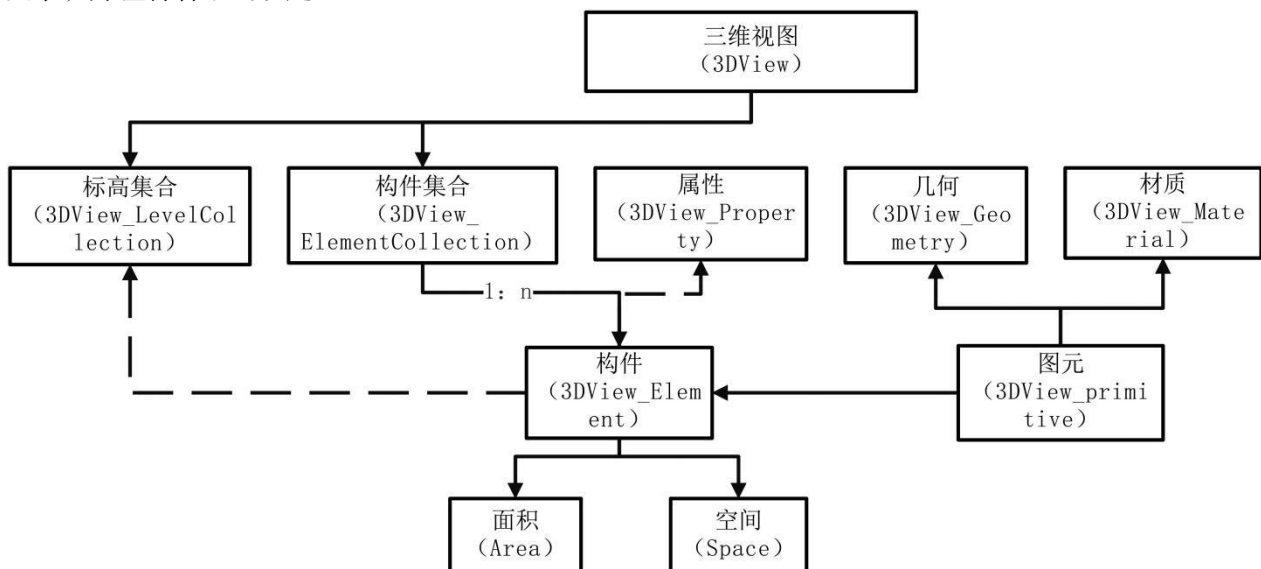 三维视图
（3DView）
标高集合
（3DView_LevelCol
lection）
构件集合
（3DView_
ElementCollection）
属性
（3DView_Proper
ty）
几何
（3DView_Geo
metry）
材质
（3DView_Mate
rial）
1: n
构件
（3DView_Elem
ent）
图元
（3DView_primi
tive）
面积
（Area）
空间
（Space）